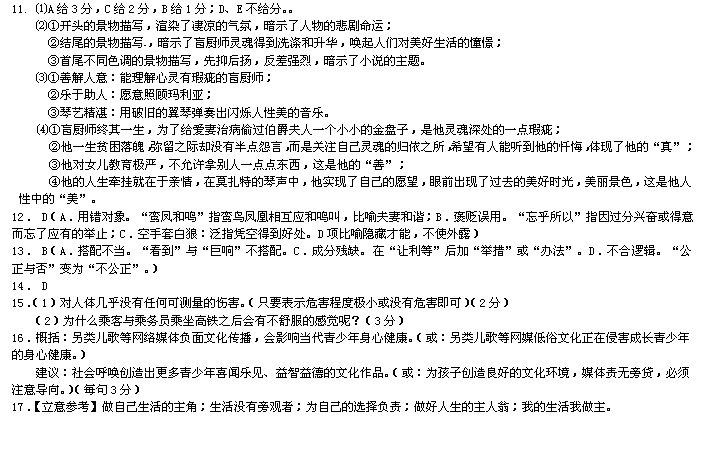 11. ⑴A给3分,C给2分,B给1分;D、E不给分。。
⑵①开头的景物描写,渲染了凄凉的气氛,暗示了人物的悲剧命运;
②结尾的景物描写.,暗示了盲厨师灵魂得到洗涤和升华,唤起人们对美好生活的憧憬;
③首尾不同色调的景物描写,先抑后扬,反差强烈,暗示了小说的主题。
⑶①善解人意:能理解心灵有瑕疵的盲厨师;
②乐于助人:愿意照顾玛利亚;
③琴艺精湛:用破旧的翼琴弹奏出闪烁人性美的音乐。
⑷①盲厨师终其一生,为了给爱妻治病偷过伯爵夫人一个小小的金盘子,是他灵魂深处的一点瑕疵;
②他一生贫困落魄,弥留之际却没有半点怨言,而是关注自己灵魂的归依之所,希望有人能听到他的忏悔,体现了他的“真”;
③他对女儿教育极严,不允许拿别人一点点东西,这是他的“善”;
④他的人生牵挂就在于亲情,在莫扎特的琴声中,他实现了自己的愿望,眼前出现了过去的美好时光,美丽景色,这是他人
性中的“美”。
12. D(A.用错对象。“鸾凤和鸣”指鸾鸟凤凰相互应和鸣叫,比喻夫妻和谐;B.褒贬误用。“忘乎所以”指因过分兴奋或得意
而忘了应有的举止;C.空手套白狼:泛指凭空得到好处。D项比喻隐藏才能,不使外露)
13. B(A.搭配不当。“看到”与“巨响”不搭配。C.成分残缺。在“让利等”后加“举措”或“办法”。D.不合逻辑。“公
正与否”变为“不公正”。)
14. D
15.(1)对人体几乎没有任何可测量的伤害。(只要表示危害程度极小或没有危害即可)(2分)
(2)为什么乘客与乘务员乘坐高铁之后会有不舒服的感觉呢?(3分)
16.概括:另类儿歌等网络媒体负面文化传播,会影响当代青少年身心健康。(或:另类儿歌等网媒低俗文化正在侵害成长青少年
的身心健康。)
建议:社会呼唤创造出更多青少年喜闻乐见、益智益德的文化作品。(或:为孩子创造良好的文化环境,媒体责无旁贷,必须
注意导向。)(每句3分)
17.【立意参考】做自己生活的主角;生活没有旁观者;为自己的选择负责;做好人生的主人翁;我的生活我做主。